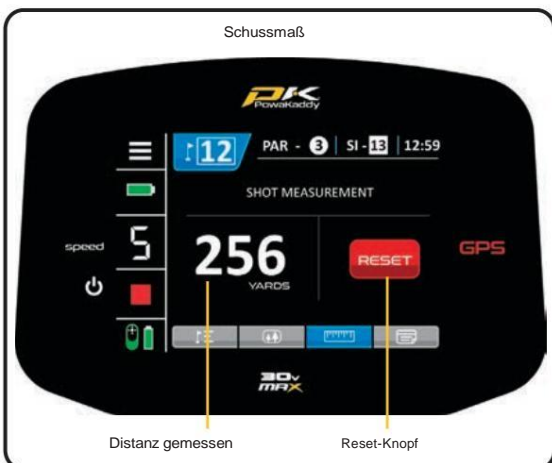 Schussmaß
PK
PowaKaddy
12 PAR - 3 SI - 13 12:59
SHOT MEASUREMENT
speed 5 256 RESET GPS
YARDS
30v
MAX
Distanz gemessen Reset-Knopf